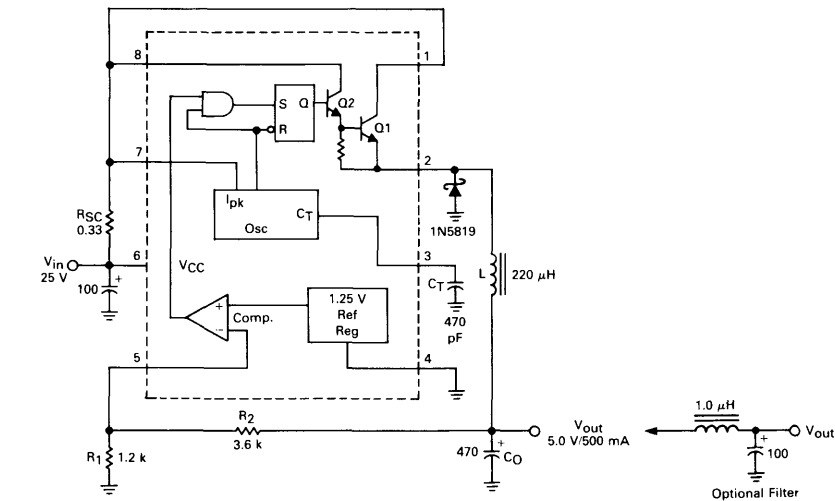 8
1
S Q
Q2
R
Q1
7
2
Ipk
CT
Osc
1N5819
RSC
0.33
Vin
25 V
6
VCC
3
L
220 μH
100
+
CT
+
470
pF
+
Comp.
−
1.25 V
Ref
Reg
5
4
R2
3.6 k
Vout
5.0 V/500 mA
1.0 μH
Vout
R1
1.2 k
470
+
CO
+
100
Optional Filter